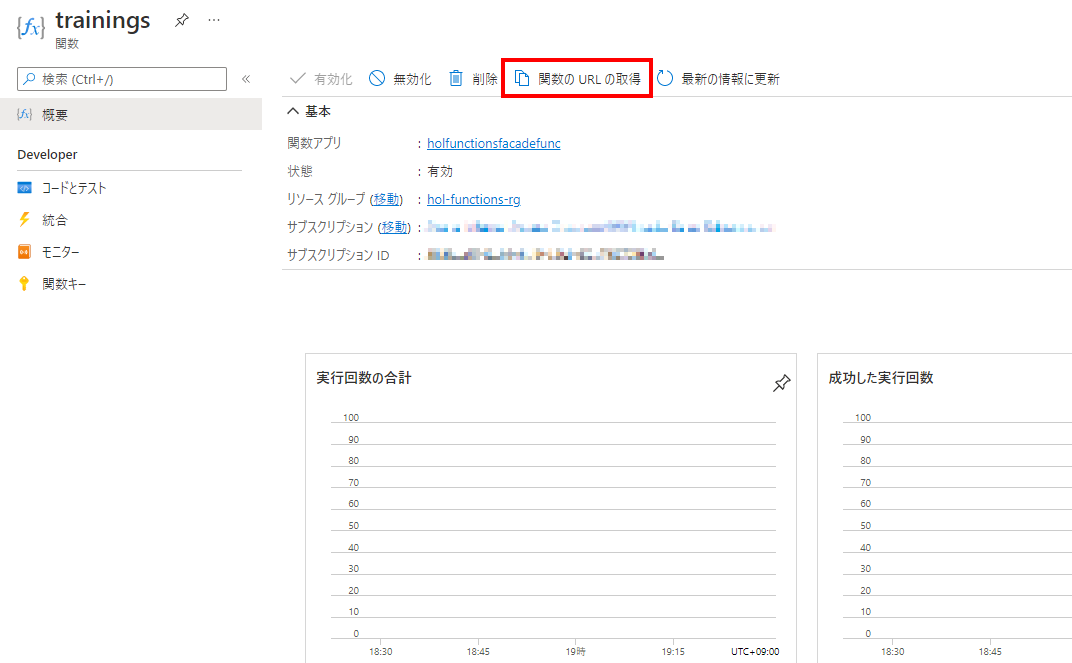 {fx} trainings
関数
検索 (Ctrl+/)
«
有効化 無効化 削除 関数の URL の取得 最新の情報に更新
概要
基本
Developer
コードとテスト
統合
モニター
関数キー
関数アプリ : holfunctionsfacadefunc
状態 : 有効
リソース グループ (移動) : hol-functions-rg
サブスクリプション (移動) :
サブスクリプション ID :
実行回数の合計
100
90
80
70
60
50
40
30
20
10
0
18:30 18:45 19時 19:15 UTC+09:00
成功した実行回数
100
90
80
70
60
50
40
30
20
10
0
18:30 18:45